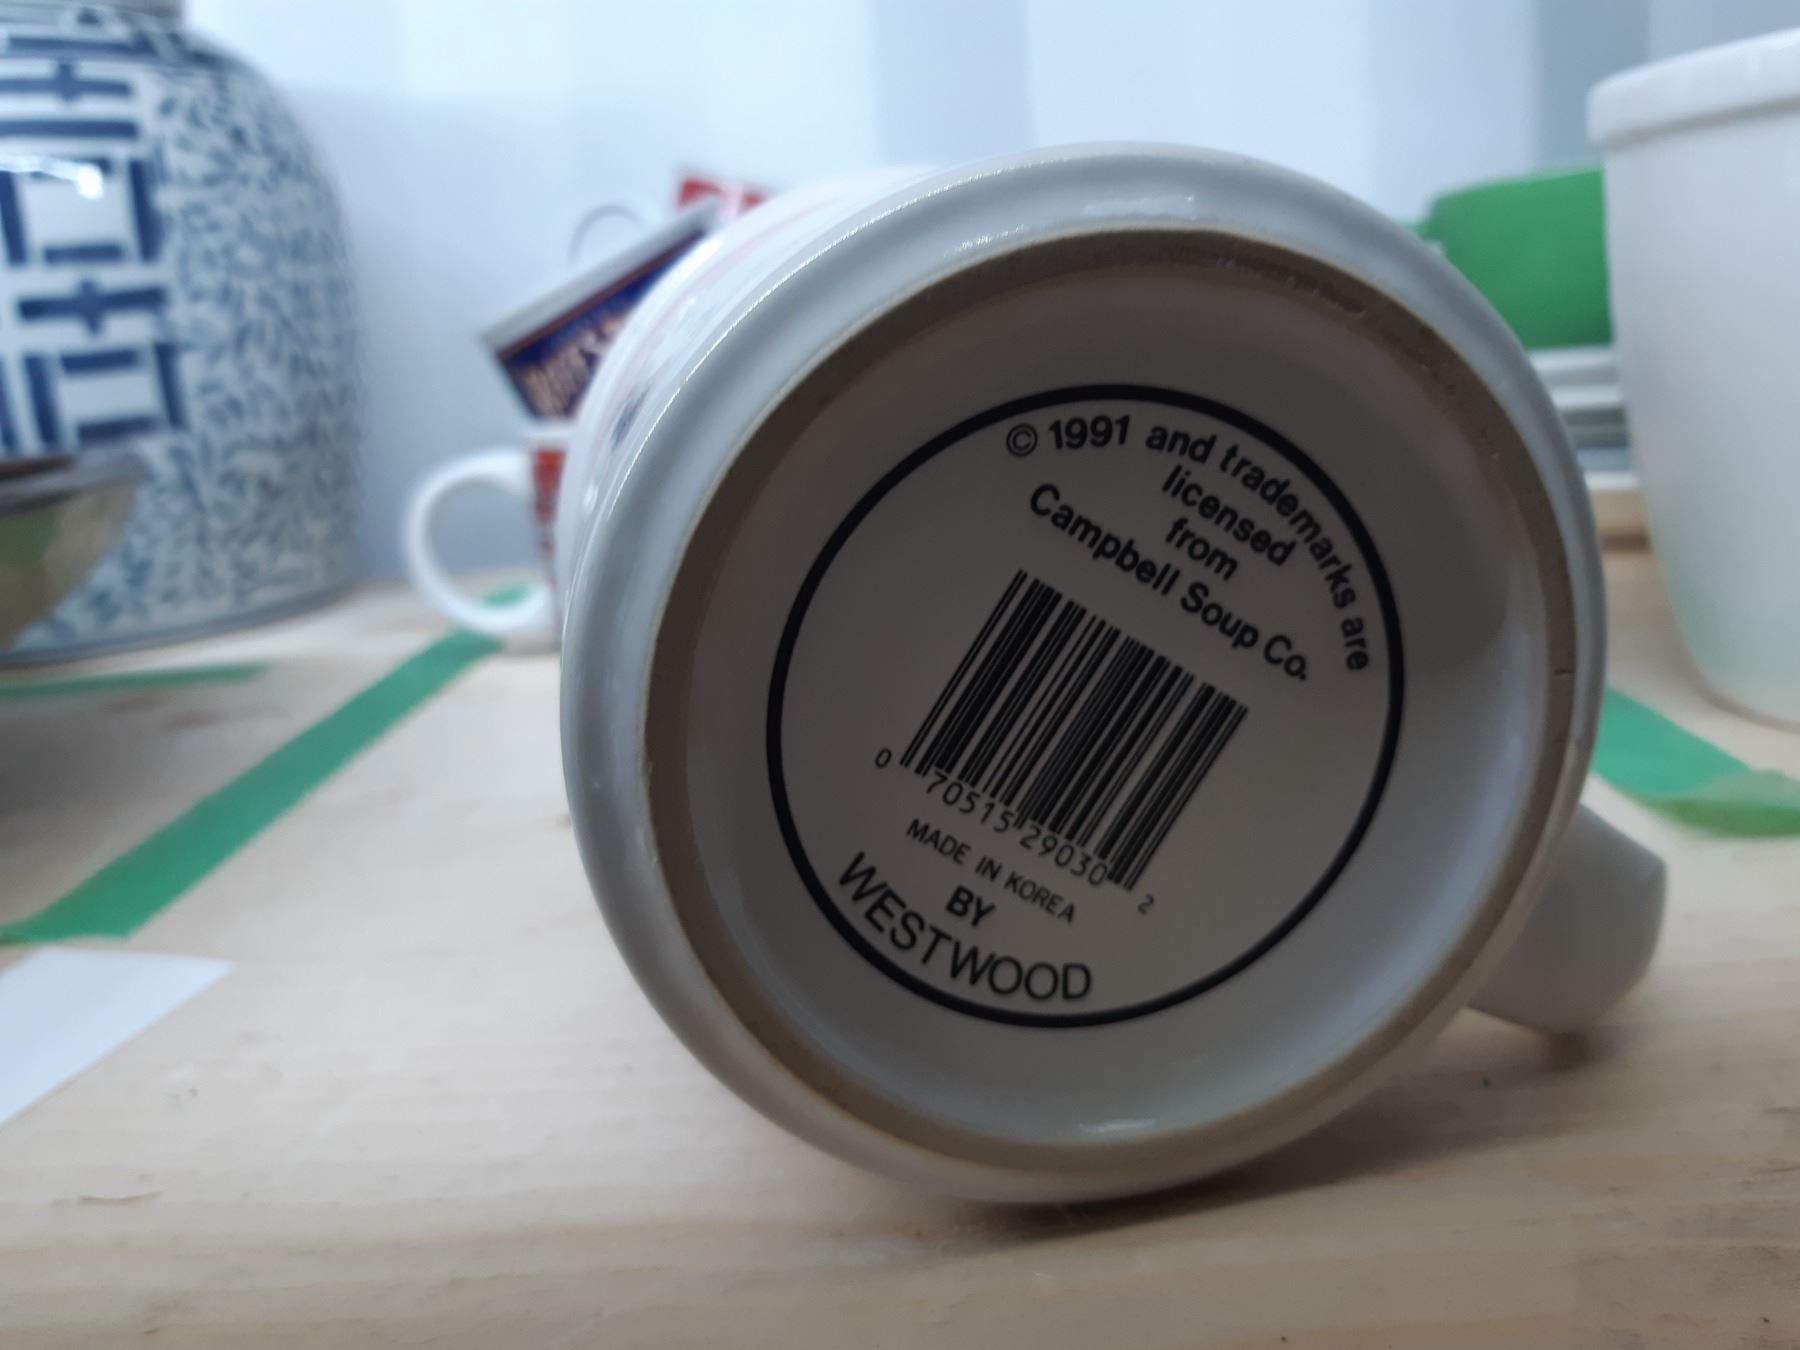 © 1991 and trademarks are
licensed
from
Campbell Soup Co.
0 70515 29030 2
MADE IN KOREA
BY
WESTWOOD